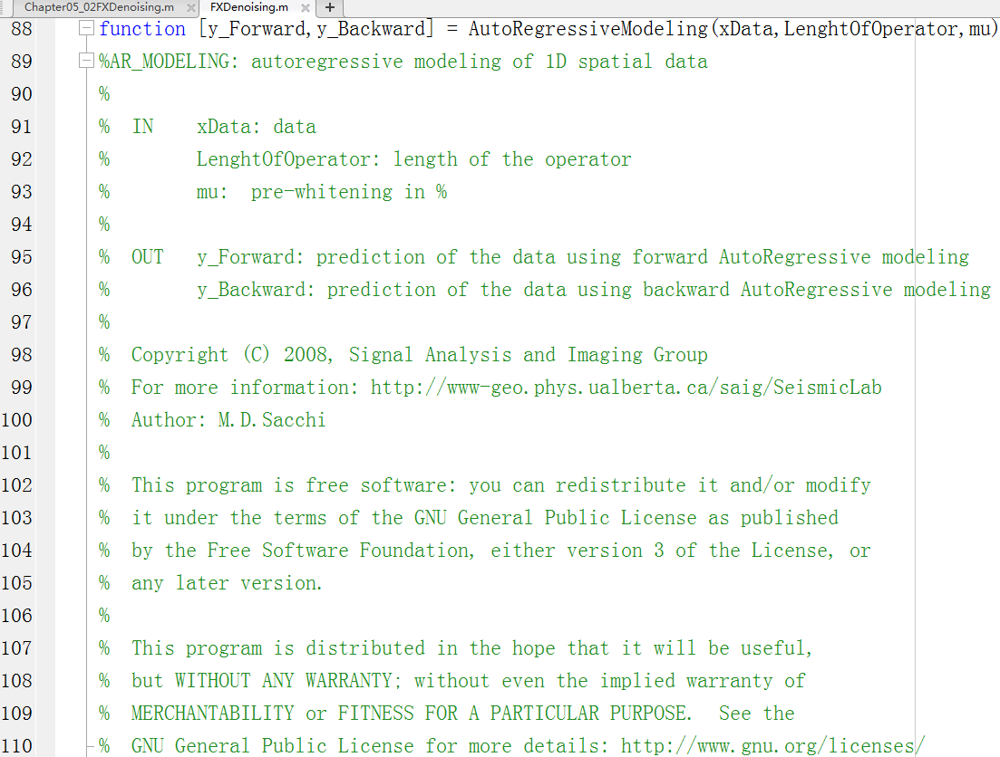 Chapter05_02FXDenoising.m × FXDenoising.m × +
88 function [y_Forward,y_Backward] = AutoRegressiveModeling(xData,LenghtOfOperator,mu)
89 %AR_MODELING: autoregressive modeling of 1D spatial data
90 %
91 % IN xData: data
92 % LenghtOfOperator: length of the operator
93 % mu: pre-whitening in %
94 %
95 % OUT y_Forward: prediction of the data using forward AutoRegressive modeling
96 % y_Backward: prediction of the data using backward AutoRegressive modeling
97 %
98 % Copyright (C) 2008, Signal Analysis and Imaging Group
99 % For more information: http://www-geo.phys.ualberta.ca/saig/SeismicLab
100 % Author: M.D.Sacchi
101 %
102 % This program is free software: you can redistribute it and/or modify
103 % it under the terms of the GNU General Public License as published
104 % by the Free Software Foundation, either version 3 of the License, or
105 % any later version.
106 %
107 % This program is distributed in the hope that it will be useful,
108 % but WITHOUT ANY WARRANTY; without even the implied warranty of
109 % MERCHANTABILITY or FITNESS FOR A PARTICULAR PURPOSE. See the
110 % GNU General Public License for more details: http://www.gnu.org/licenses/